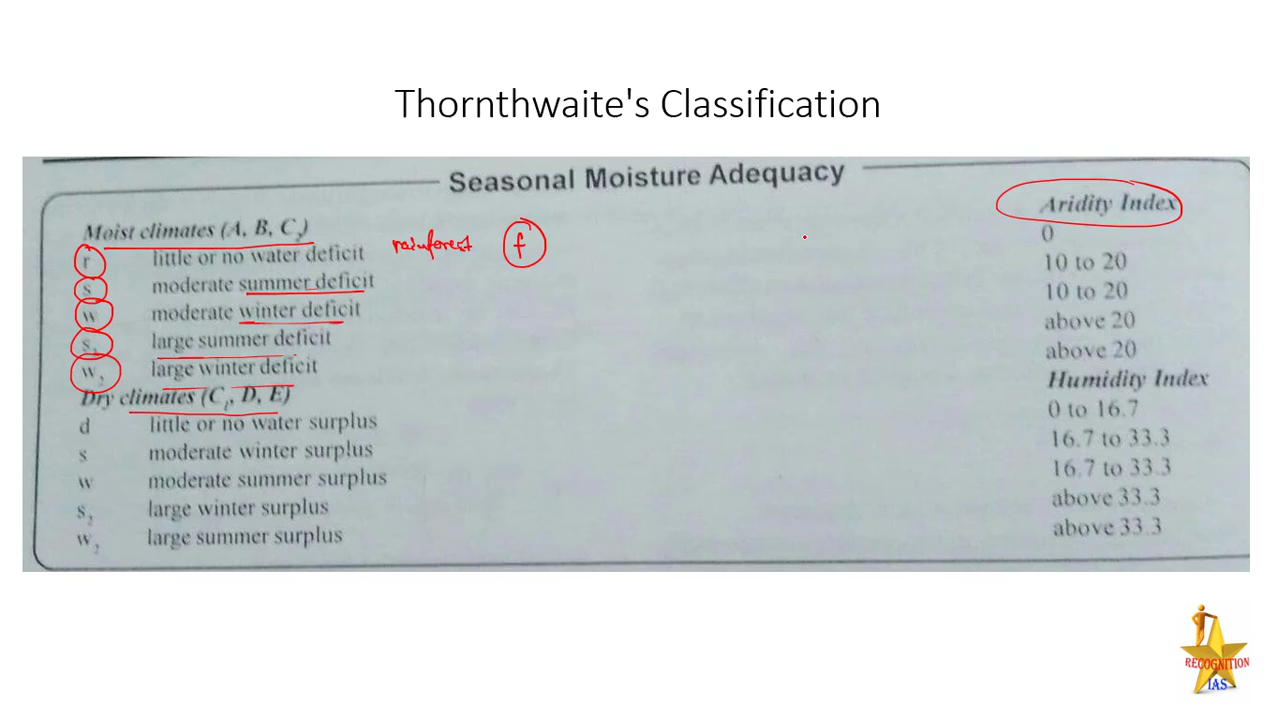 Thornthwaite's Classification
Seasonal Moisture Adequacy
Moist climates (A, B, C₂) Aridity Index
r little or no water deficit rainforest f 0
s moderate summer deficit 10 to 20
w moderate winter deficit 10 to 20
s₂ large summer deficit above 20
w₂ large winter deficit above 20
Dry climates (C₁, D, E) Humidity Index
d little or no water surplus 0 to 16.7
s moderate winter surplus 16.7 to 33.3
w moderate summer surplus 16.7 to 33.3
s₂ large winter surplus above 33.3
w₂ large summer surplus above 33.3
RECOGNITION
IAS